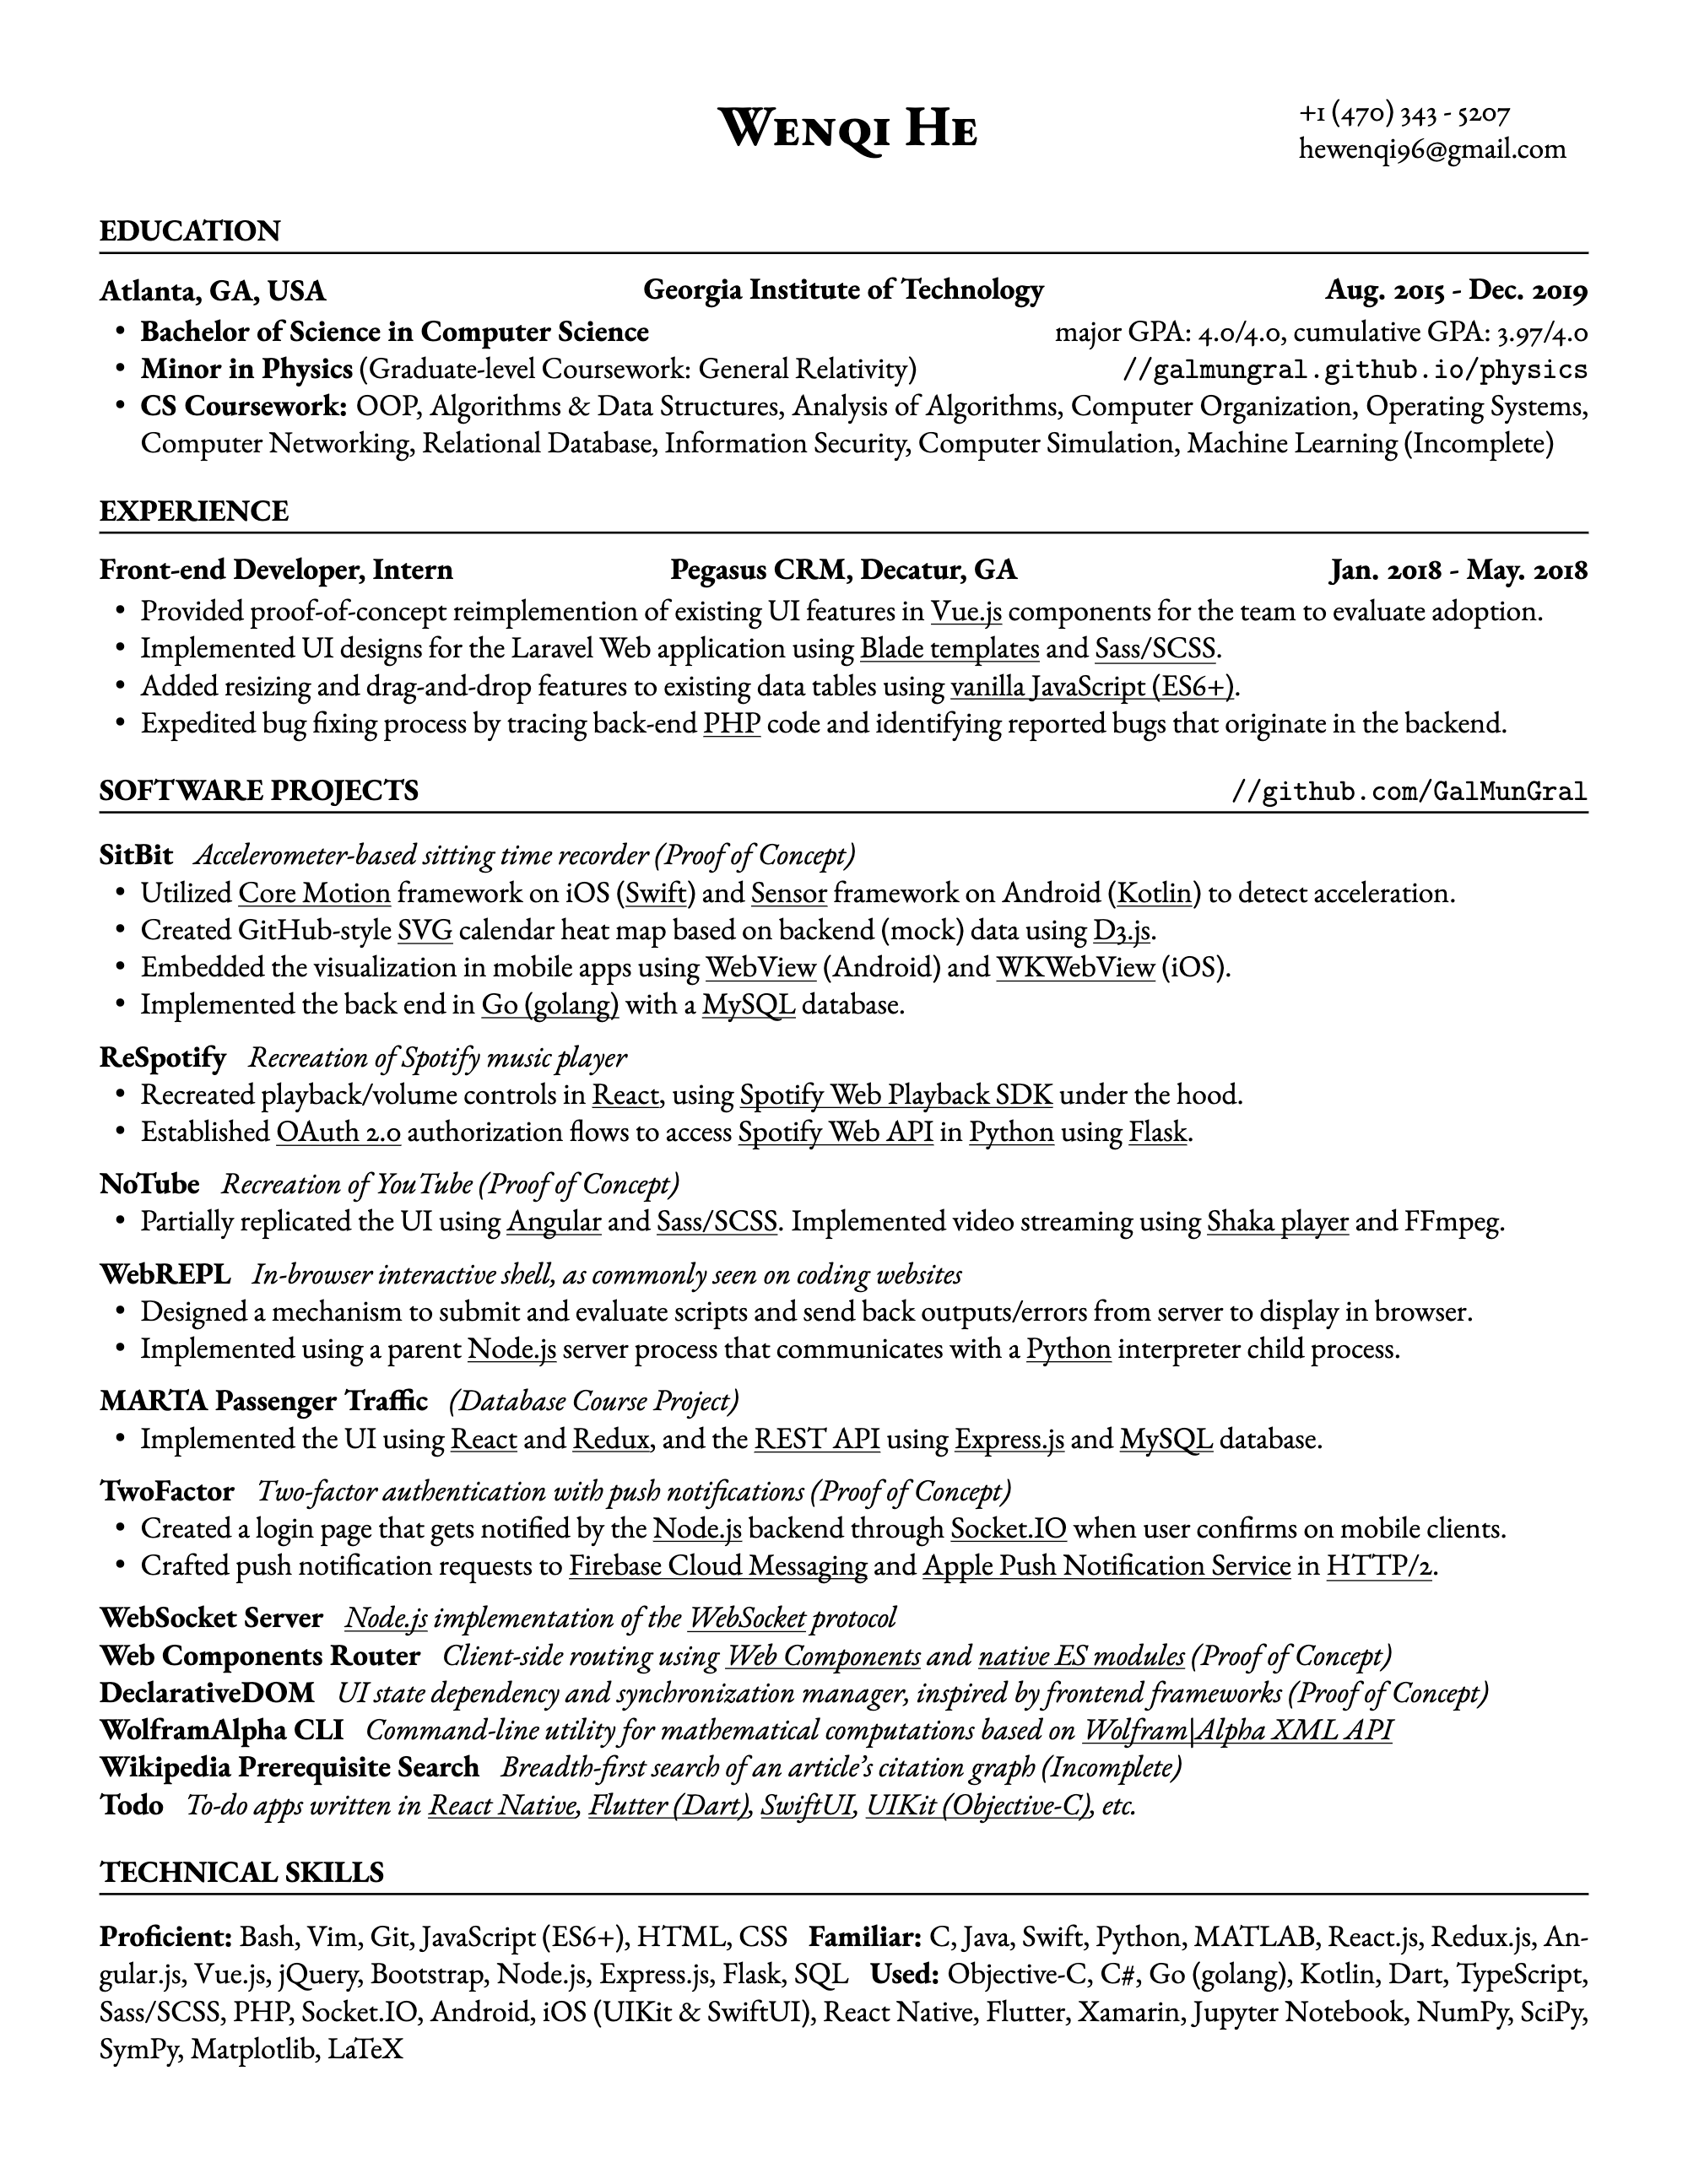 Wenqi He
+1 (470) 343 - 5207
hewenqi96@gmail.com
EDUCATION
Atlanta, GA, USA Georgia Institute of Technology Aug. 2015 - Dec. 2019
• Bachelor of Science in Computer Science major GPA: 4.0/4.0, cumulative GPA: 3.97/4.0
• Minor in Physics (Graduate-level Coursework: General Relativity) //galmungral.github.io/physics
• CS Coursework: OOP, Algorithms & Data Structures, Analysis of Algorithms, Computer Organization, Operating Systems,
Computer Networking, Relational Database, Information Security, Computer Simulation, Machine Learning (Incomplete)
EXPERIENCE
Front-end Developer, Intern Pegasus CRM, Decatur, GA Jan. 2018 - May. 2018
• Provided proof-of-concept reimplemention of existing UI features in Vue.js components for the team to evaluate adoption.
• Implemented UI designs for the Laravel Web application using Blade templates and Sass/SCSS.
• Added resizing and drag-and-drop features to existing data tables using vanilla JavaScript (ES6+).
• Expedited bug fixing process by tracing back-end PHP code and identifying reported bugs that originate in the backend.
SOFTWARE PROJECTS //github.com/GalMunGral
SitBit Accelerometer-based sitting time recorder (Proof of Concept)
• Utilized Core Motion framework on iOS (Swift) and Sensor framework on Android (Kotlin) to detect acceleration.
• Created GitHub-style SVG calendar heat map based on backend (mock) data using D3.js.
• Embedded the visualization in mobile apps using WebView (Android) and WKWebView (iOS).
• Implemented the back end in Go (golang) with a MySQL database.
ReSpotify Recreation of Spotify music player
• Recreated playback/volume controls in React, using Spotify Web Playback SDK under the hood.
• Established OAuth 2.0 authorization flows to access Spotify Web API in Python using Flask.
NoTube Recreation of YouTube (Proof of Concept)
• Partially replicated the UI using Angular and Sass/SCSS. Implemented video streaming using Shaka player and FFmpeg.
WebREPL In-browser interactive shell, as commonly seen on coding websites
• Designed a mechanism to submit and evaluate scripts and send back outputs/errors from server to display in browser.
• Implemented using a parent Node.js server process that communicates with a Python interpreter child process.
MARTA Passenger Traffic (Database Course Project)
• Implemented the UI using React and Redux, and the REST API using Express.js and MySQL database.
TwoFactor Two-factor authentication with push notifications (Proof of Concept)
• Created a login page that gets notified by the Node.js backend through Socket.IO when user confirms on mobile clients.
• Crafted push notification requests to Firebase Cloud Messaging and Apple Push Notification Service in HTTP/2.
WebSocket Server Node.js implementation of the WebSocket protocol
Web Components Router Client-side routing using Web Components and native ES modules (Proof of Concept)
DeclarativeDOM UI state dependency and synchronization manager, inspired by frontend frameworks (Proof of Concept)
WolframAlpha CLI Command-line utility for mathematical computations based on Wolfram|Alpha XML API
Wikipedia Prerequisite Search Breadth-first search of an article's citation graph (Incomplete)
Todo To-do apps written in React Native, Flutter (Dart), SwiftUI, UIKit (Objective-C), etc.
TECHNICAL SKILLS
Proficient: Bash, Vim, Git, JavaScript (ES6+), HTML, CSS Familiar: C, Java, Swift, Python, MATLAB, React.js, Redux.js, An-
gular.js, Vue.js, jQuery, Bootstrap, Node.js, Express.js, Flask, SQL Used: Objective-C, C#, Go (golang), Kotlin, Dart, TypeScript,
Sass/SCSS, PHP, Socket.IO, Android, iOS (UIKit & SwiftUI), React Native, Flutter, Xamarin, Jupyter Notebook, NumPy, SciPy,
SymPy, Matplotlib, LaTeX